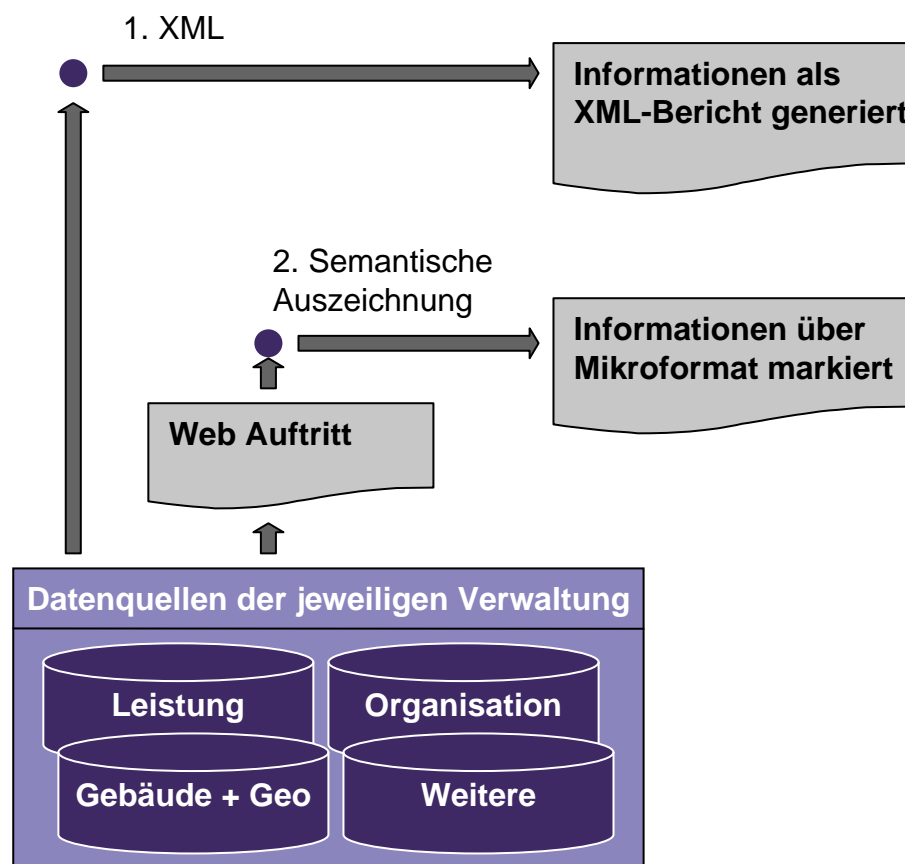 1. XML
Informationen als
XML-Bericht generiert
2. Semantische
Auszeichnung
Informationen über
Mikroformat markiert
Web Auftritt
Datenquellen der jeweiligen Verwaltung
Leistung
Organisation
Gebäude + Geo
Weitere